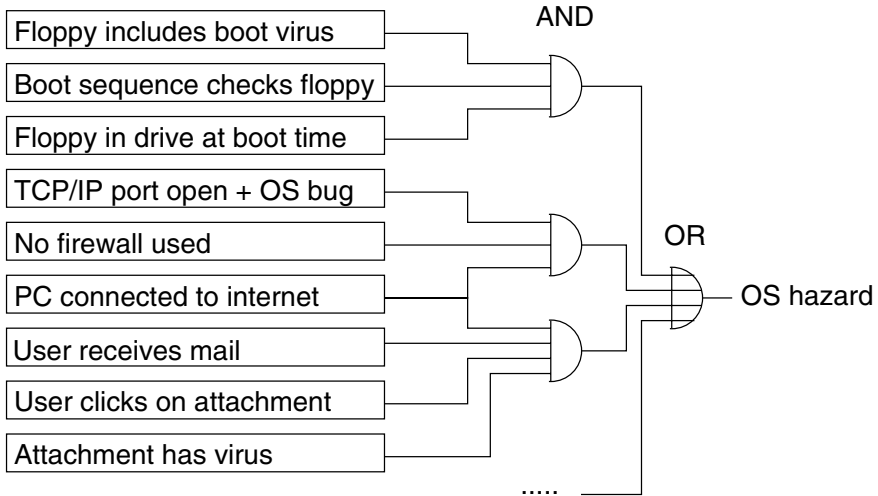 AND
Floppy includes boot virus
Boot sequence checks floppy
Floppy in drive at boot time
TCP/IP port open + OS bug
No firewall used
OR
PC connected to internet
OS hazard
User receives mail
User clicks on attachment
Attachment has virus
.....